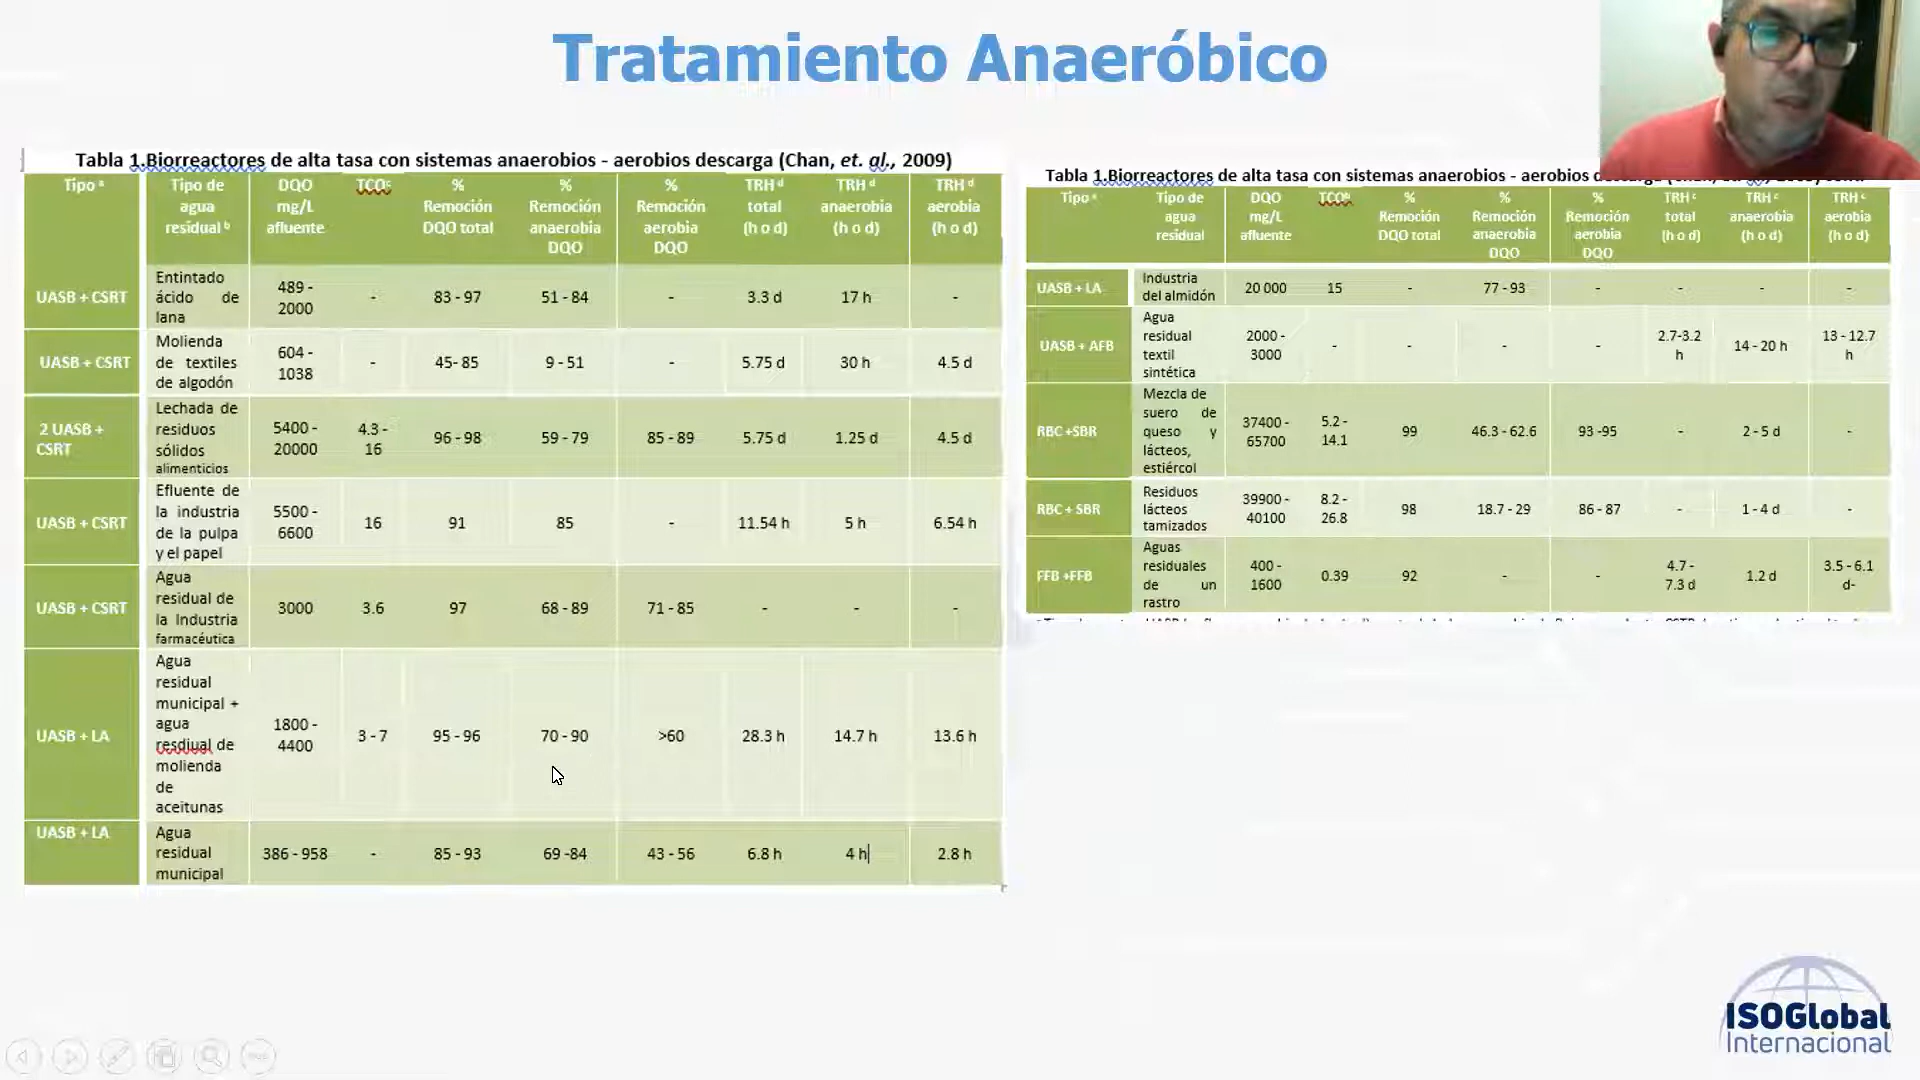 Tratamiento Anaeróbico
Tabla 1.Biorreactores de alta tasa con sistemas anaerobios - aerobios descarga (Chan, et. al., 2009)
Tipo ª | Tipo de agua residual ᵇ | DQO mg/L afluente | TCOᶜ | % Remoción DQO total | % Remoción anaerobia DQO | % Remoción aerobia DQO | TRH ᵈ total (h o d) | TRH ᵈ anaerobia (h o d) | TRH ᵈ aerobia (h o d)
UASB + CSRT | Entintado ácido de lana | 489 - 2000 | - | 83 - 97 | 51 - 84 | - | 3.3 d | 17 h | -
UASB + CSRT | Molienda de textiles de algodón | 604 - 1038 | - | 45- 85 | 9 - 51 | - | 5.75 d | 30 h | 4.5 d
2 UASB + CSRT | Lechada de residuos sólidos alimenticios | 5400 - 20000 | 4.3 - 16 | 96 - 98 | 59 - 79 | 85 - 89 | 5.75 d | 1.25 d | 4.5 d
UASB + CSRT | Efluente de la industria de la pulpa y el papel | 5500 - 6600 | 16 | 91 | 85 | - | 11.54 h | 5 h | 6.54 h
UASB + CSRT | Agua residual de la Industria farmacéutica | 3000 | 3.6 | 97 | 68 - 89 | 71 - 85 | - | - | -
UASB + LA | Agua residual municipal + agua resdiual de molienda de aceitunas | 1800 - 4400 | 3 - 7 | 95 - 96 | 70 - 90 | >60 | 28.3 h | 14.7 h | 13.6 h
UASB + LA | Agua residual municipal | 386 - 958 | - | 85 - 93 | 69 -84 | 43 - 56 | 6.8 h | 4 h | 2.8 h
Tabla 1.Biorreactores de alta tasa con sistemas anaerobios - aerobios
Tipo ª | Tipo de agua residual | DQO mg/L afluente | TCOᵇ | % Remoción DQO total | % Remoción anaerobia DQO | % Remoción aerobia DQO | TRH ᶜ total (h o d) | TRH ᶜ anaerobia (h o d) | TRH ᶜ aerobia (h o d)
UASB + LA | Industria del almidón | 20 000 | 15 | - | 77 - 93 | - | - | - | -
UASB + AFB | Agua residual textil sintética | 2000 - 3000 | - | - | - | - | 2.7-3.2 h | 14 - 20 h | 13 - 12.7 h
RBC +SBR | Mezcla de suero de queso y lácteos, estiércol | 37400 - 65700 | 5.2 - 14.1 | 99 | 46.3 - 62.6 | 93 -95 | - | 2 - 5 d | -
RBC + SBR | Residuos lácteos tamizados | 39900 - 40100 | 8.2 - 26.8 | 98 | 18.7 - 29 | 86 - 87 | - | 1 - 4 d | -
FFB +FFB | Aguas residuales de un rastro | 400 - 1600 | 0.39 | 92 | - | - | 4.7 - 7.3 d | 1.2 d | 3.5 - 6.1 d-
ISOGlobal
Internacional